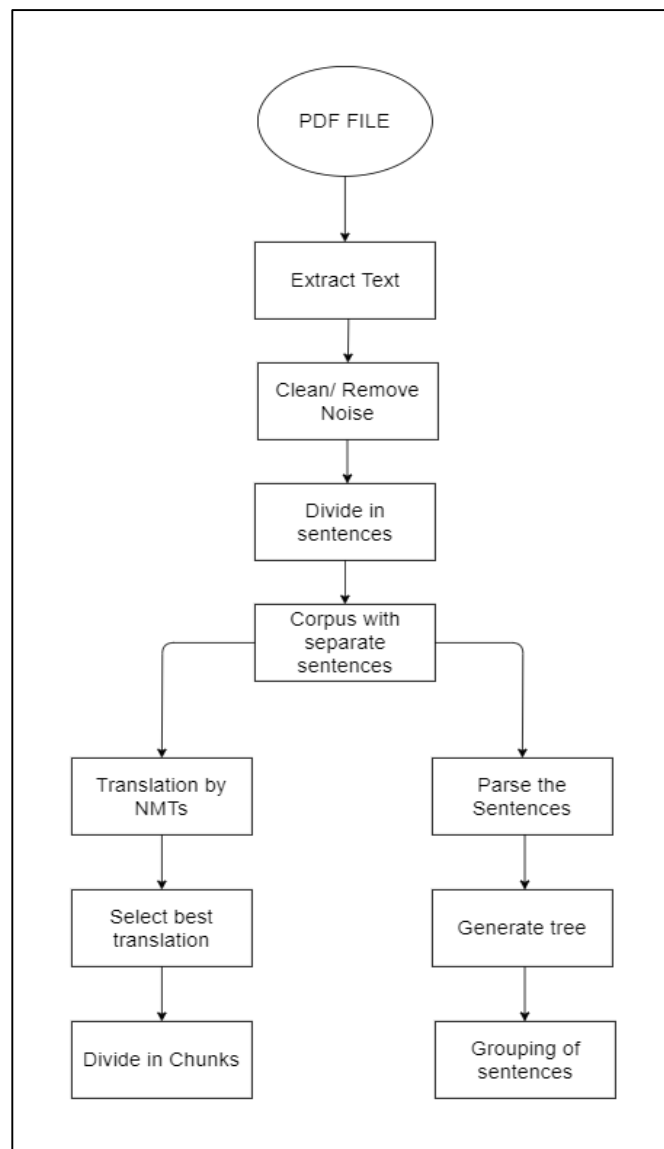 PDF FILE
Extract Text
Clean/ Remove
Noise
Divide in
sentences
Corpus with
separate
sentences
Translation by
NMTs
Select best
translation
Divide in Chunks
Parse the
Sentences
Generate tree
Grouping of
sentences